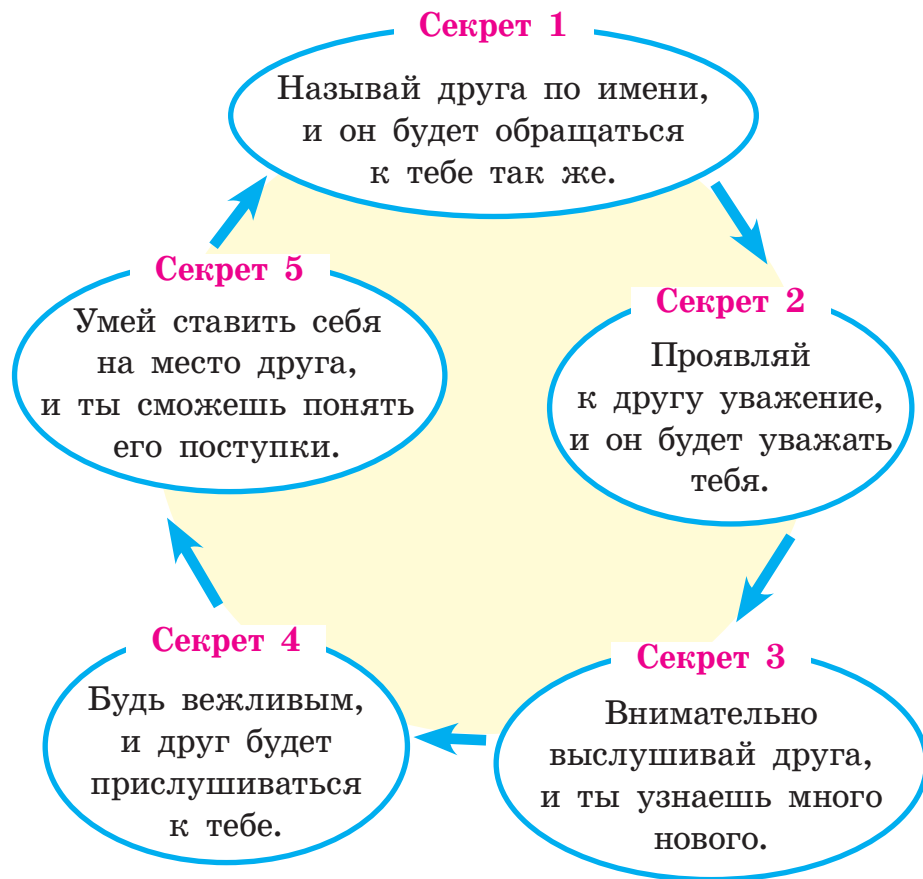 Секрет 1
Называй друга по имени,
и он будет обращаться
к тебе так же.
Секрет 2
Проявляй
к другу уважение,
и он будет уважать
тебя.
Секрет 3
Внимательно
выслушивай друга,
и ты узнаешь много
нового.
Секрет 4
Будь вежливым,
и друг будет
прислушиваться
к тебе.
Секрет 5
Умей ставить себя
на место друга,
и ты сможешь понять
его поступки.